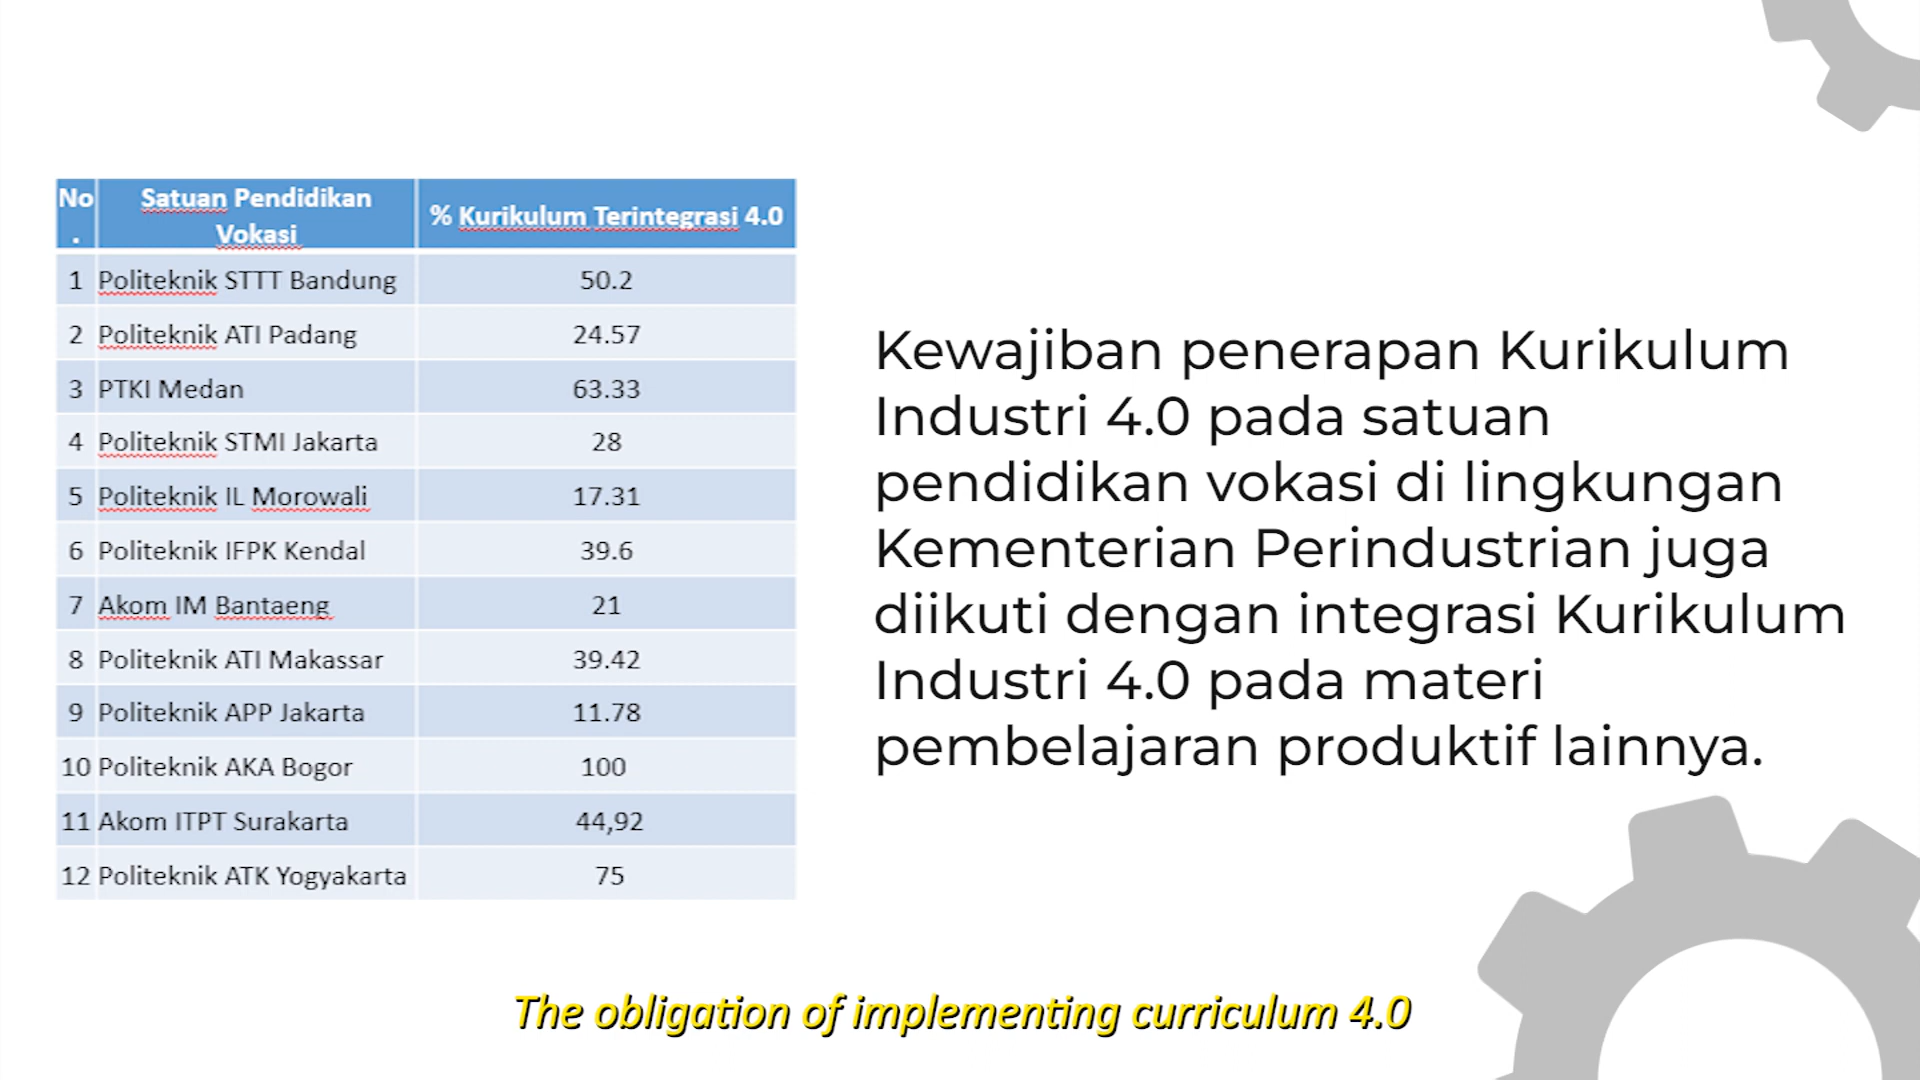 No. Satuan Pendidikan Vokasi % Kurikulum Terintegrasi 4.0
1 Politeknik STTT Bandung 50.2
2 Politeknik ATI Padang 24.57
3 PTKI Medan 63.33
4 Politeknik STMI Jakarta 28
5 Politeknik IL Morowali 17.31
6 Politeknik IFPK Kendal 39.6
7 Akom IM Bantaeng 21
8 Politeknik ATI Makassar 39.42
9 Politeknik APP Jakarta 11.78
10 Politeknik AKA Bogor 100
11 Akom ITPT Surakarta 44,92
12 Politeknik ATK Yogyakarta 75
Kewajiban penerapan Kurikulum
Industri 4.0 pada satuan
pendidikan vokasi di lingkungan
Kementerian Perindustrian juga
diikuti dengan integrasi Kurikulum
Industri 4.0 pada materi
pembelajaran produktif lainnya.
The obligation of implementing curriculum 4.0